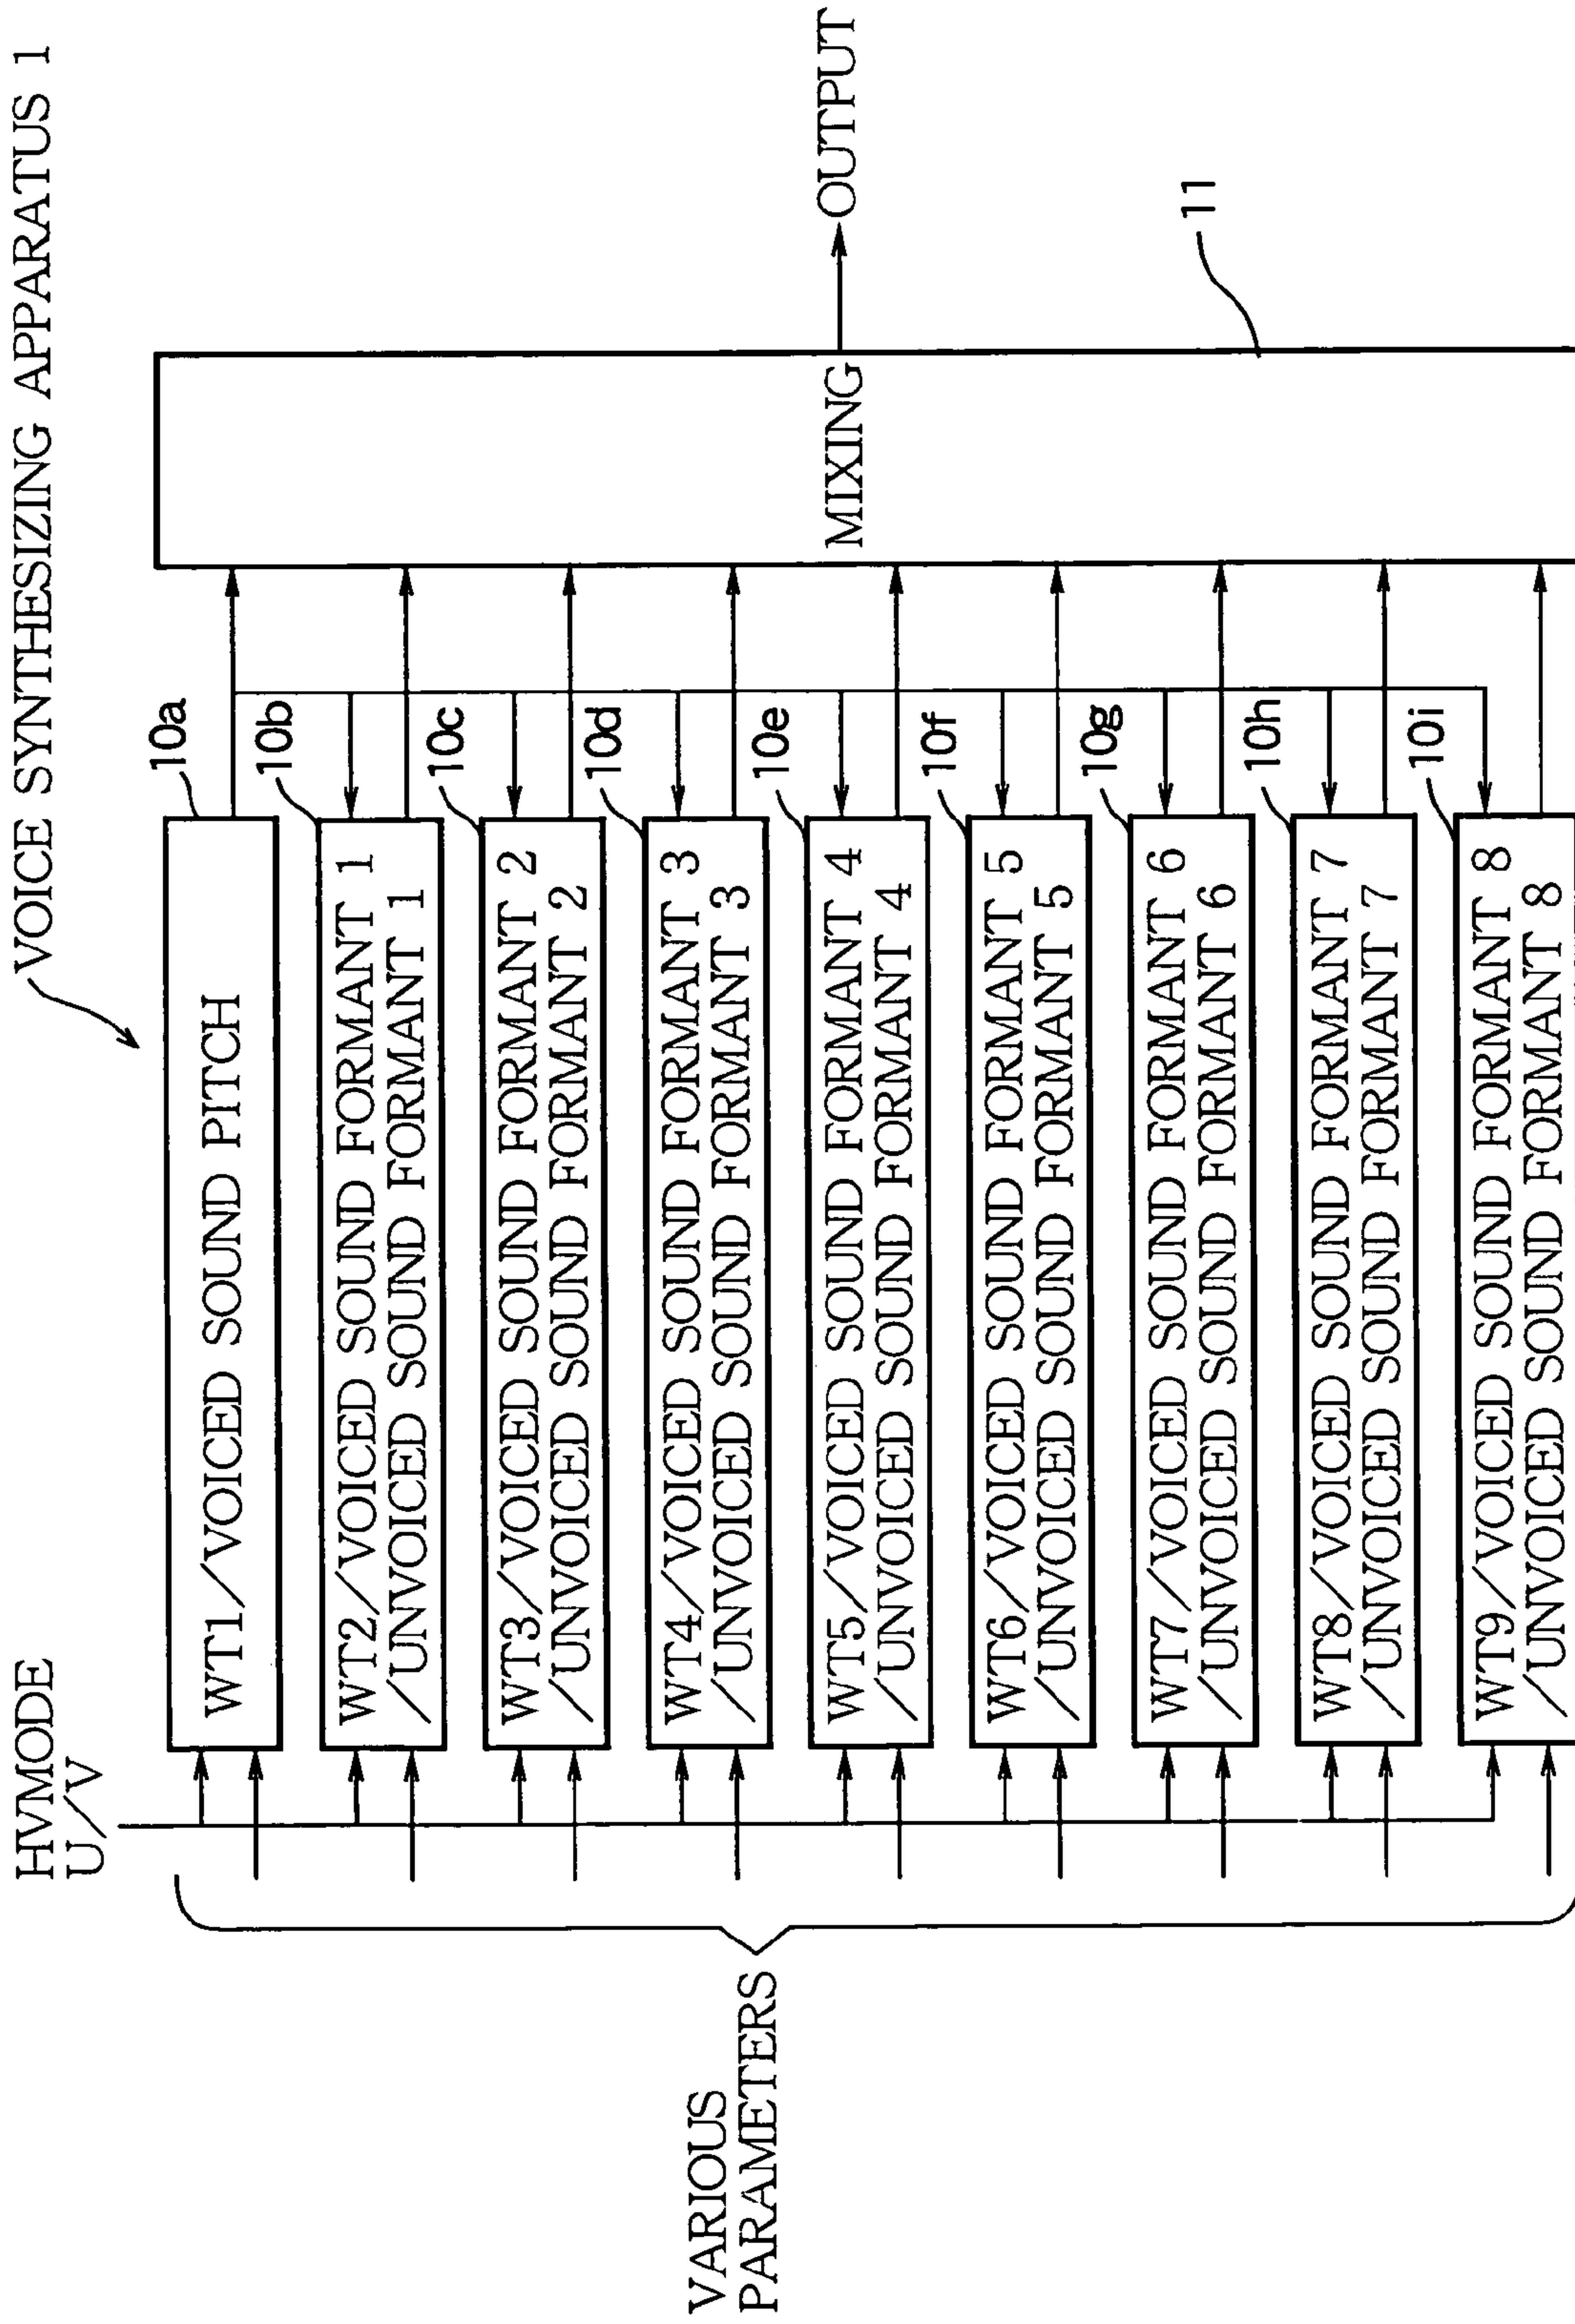 VOICE SYNTHESIZING APPARATUS 1
HVMODE
U/V
VARIOUS
PARAMETERS
10a
WT1/VOICED SOUND PITCH
10b
WT2/VOICED SOUND FORMANT 1
/UNVOICED SOUND FORMANT 1
10c
WT3/VOICED SOUND FORMANT 2
/UNVOICED SOUND FORMANT 2
10d
WT4/VOICED SOUND FORMANT 3
/UNVOICED SOUND FORMANT 3
10e
WT5/VOICED SOUND FORMANT 4
/UNVOICED SOUND FORMANT 4
10f
WT6/VOICED SOUND FORMANT 5
/UNVOICED SOUND FORMANT 5
10g
WT7/VOICED SOUND FORMANT 6
/UNVOICED SOUND FORMANT 6
10h
WT8/VOICED SOUND FORMANT 7
/UNVOICED SOUND FORMANT 7
10i
WT9/VOICED SOUND FORMANT 8
/UNVOICED SOUND FORMANT 8
MIXING
OUTPUT
11